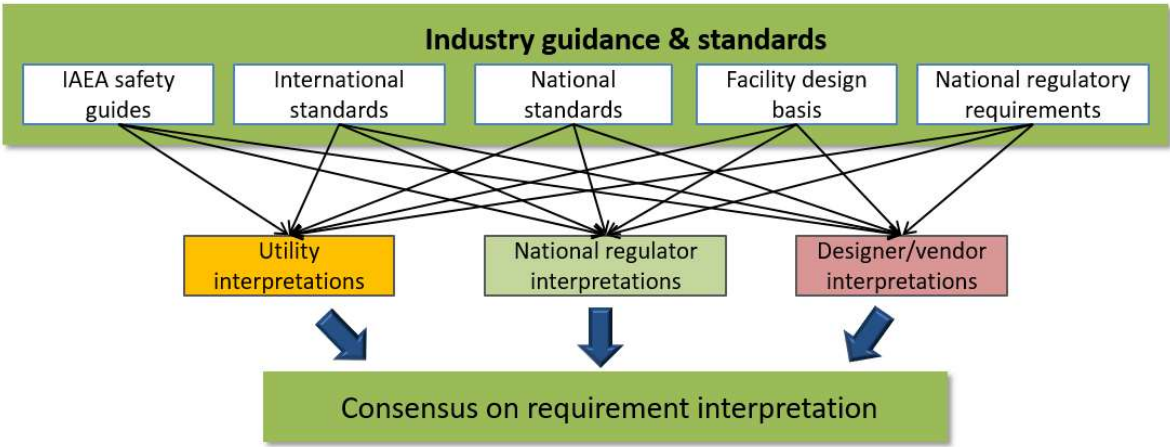 Industry guidance & standards
IAEA safety
guides
International
standards
National
standards
Facility design
basis
National regulatory
requirements
Utility
interpretations
National regulator
interpretations
Designer/vendor
interpretations
Consensus on requirement interpretation